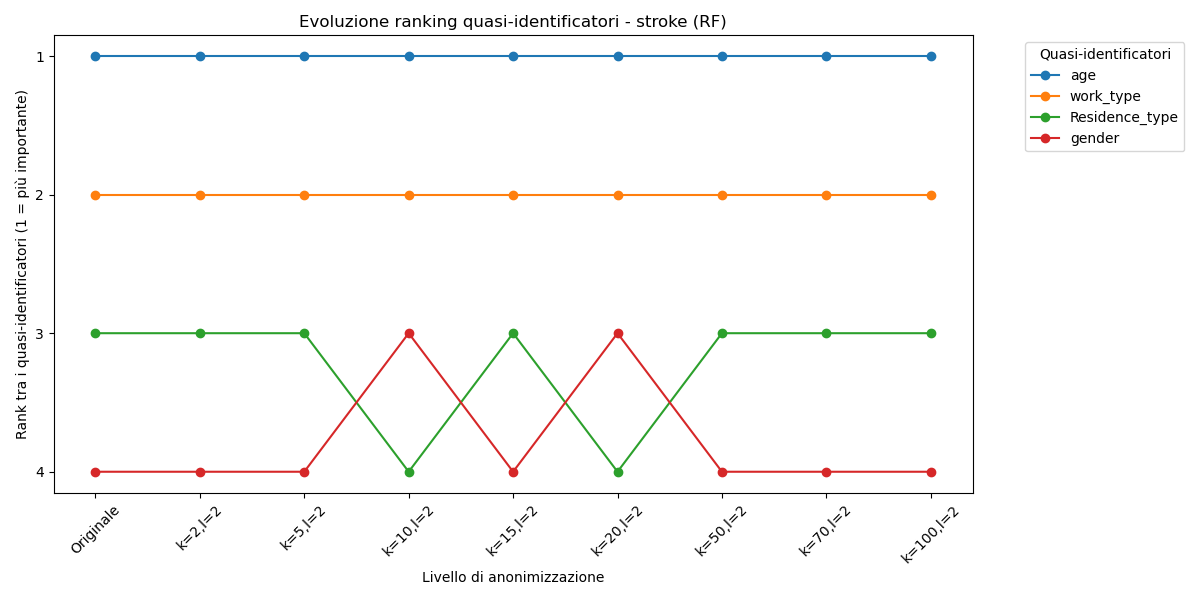 Evoluzione ranking quasi-identificatori - stroke (RF)
Rank tra i quasi-identificatori (1 = più importante)
1
2
3
4
Originale
k=2,l=2
k=5,l=2
k=10,l=2
k=15,l=2
k=20,l=2
k=50,l=2
k=70,l=2
k=100,l=2
Livello di anonimizzazione
Quasi-identificatori
age
work_type
Residence_type
gender